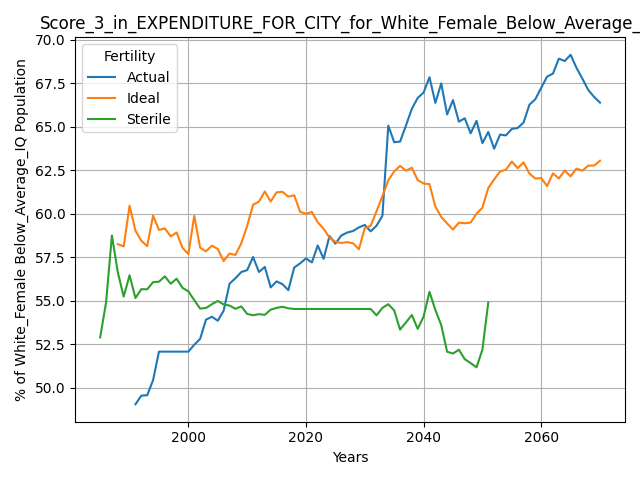 Score_3_in_EXPENDITURE_FOR_CITY_for_White_Female_Below_Average_
Fertility
Actual
Ideal
Sterile
% of White_Female Below_Average_IQ Population
70.0
67.5
65.0
62.5
60.0
57.5
55.0
52.5
50.0
2000 2020 2040 2060
Years